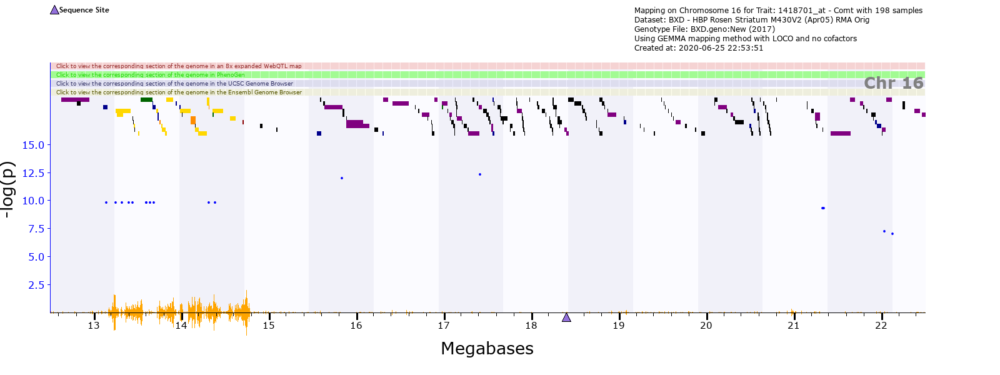 Sequence Site
Mapping on Chromosome 16 for Trait: 1418701_at - Comt with 198 samples
Dataset: BXD - HBP Rosen Striatum M430V2 (Apr05) RMA Orig
Genotype File: BXD.geno:New (2017)
Using GEMMA mapping method with LOCO and no cofactors
Created at: 2020-06-25 22:53:51
Click to view the corresponding section of the genome in an 8x expanded WebQTL map
Click to view the corresponding section of the genome in PhenoGen
Click to view the corresponding section of the genome in the UCSC Genome Browser
Click to view the corresponding section of the genome in the Ensembl Genome Browser
Chr 16
15.0
12.5
10.0
7.5
5.0
2.5
-log(p)
13 14 15 16 17 18 19 20 21 22
Megabases